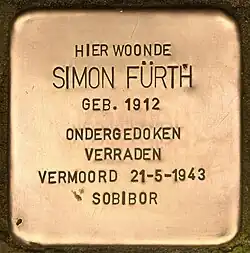 HIER WOONDE
SIMON FÜRTH
GEB. 1912
ONDERGEDOKEN
VERRADEN
VERMOORD 21-5-1943
SOBIBOR